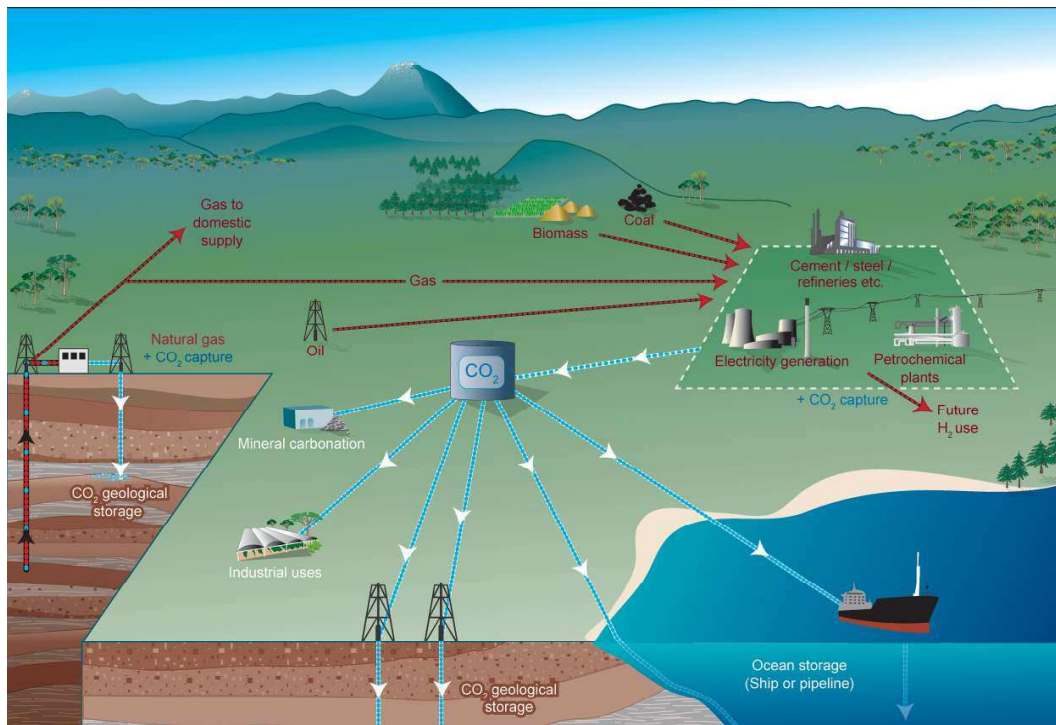 Gas to
domestic
supply
Biomass
Coal
Gas
Cement / steel /
refineries etc.
Natural gas
+ CO₂ capture
Oil
Electricity generation
Petrochemical
plants
CO₂
+ CO₂ capture
Future
H₂ use
Mineral carbonation
CO₂ geological
storage
Industrial uses
CO₂ geological
storage
Ocean storage
(Ship or pipeline)